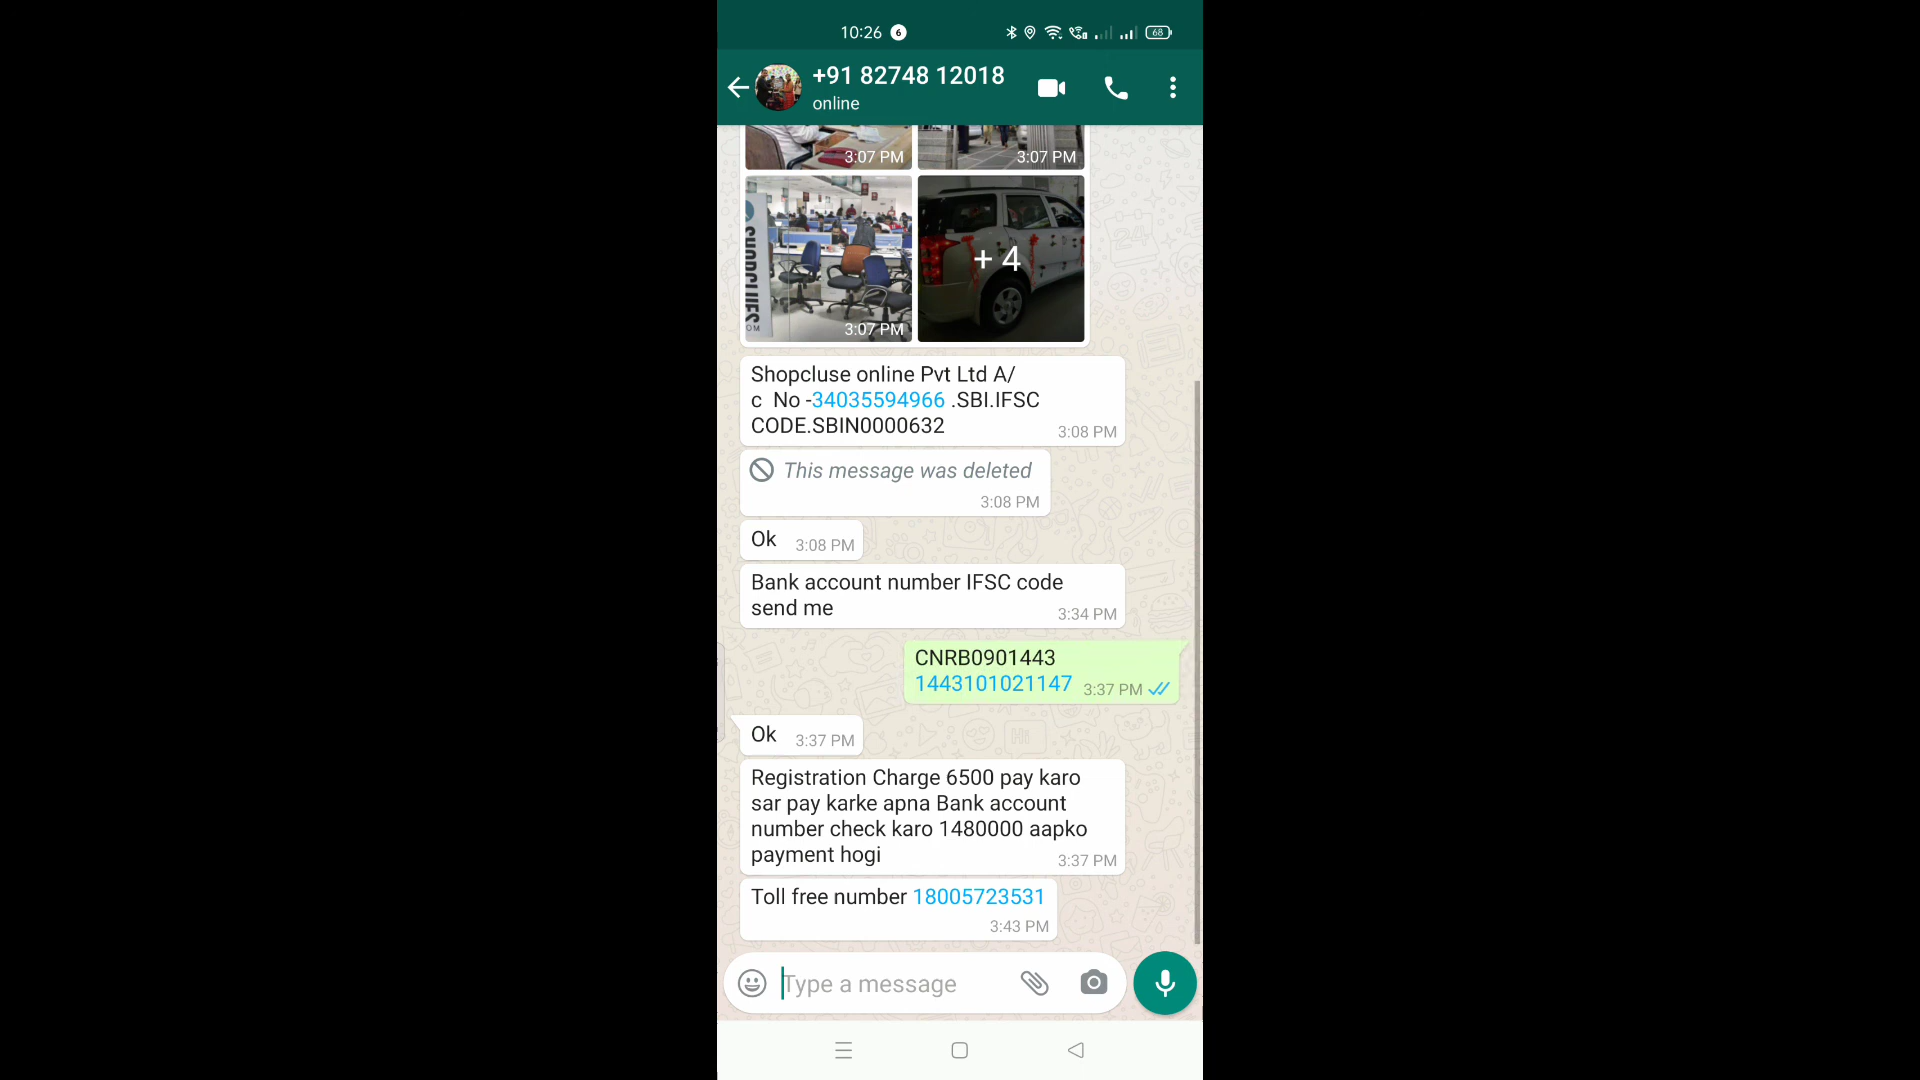 10:26 6
68
+91 82748 12018
online
3:07 PM
3:07 PM
SHOPCLUES
OM
3:07 PM
+ 4
Shopcluse online Pvt Ltd A/
c No -34035594966 .SBI.IFSC
CODE.SBIN0000632
3:08 PM
This message was deleted
3:08 PM
Ok 3:08 PM
Bank account number IFSC code
send me
3:34 PM
CNRB0901443
1443101021147 3:37 PM
Ok 3:37 PM
Registration Charge 6500 pay karo
sar pay karke apna Bank account
number check karo 1480000 aapko
payment hogi
3:37 PM
Toll free number 18005723531
3:43 PM
Type a message